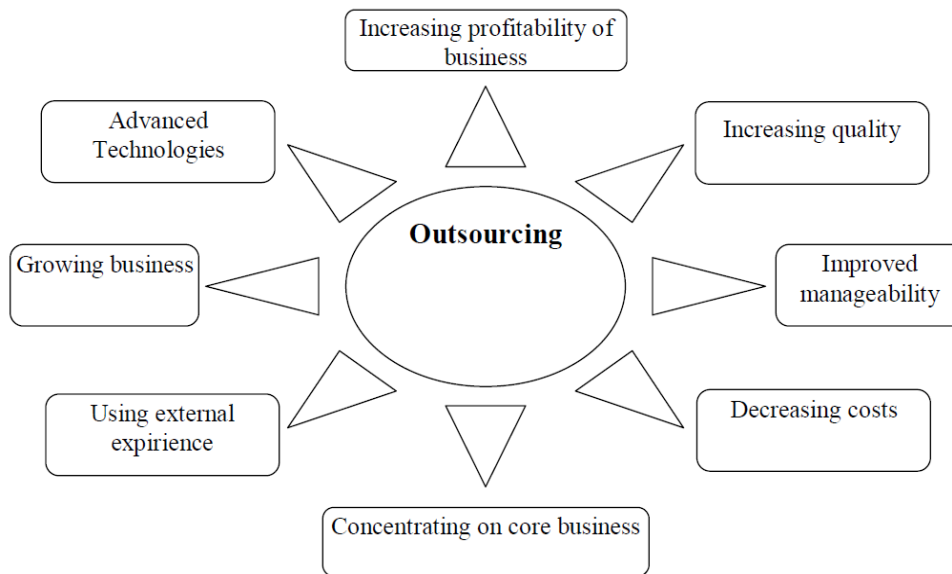 Increasing profitability of
business
Advanced
Technologies
Increasing quality
Outsourcing
Growing business
Improved
manageability
Using external
expirience
Decreasing costs
Concentrating on core business